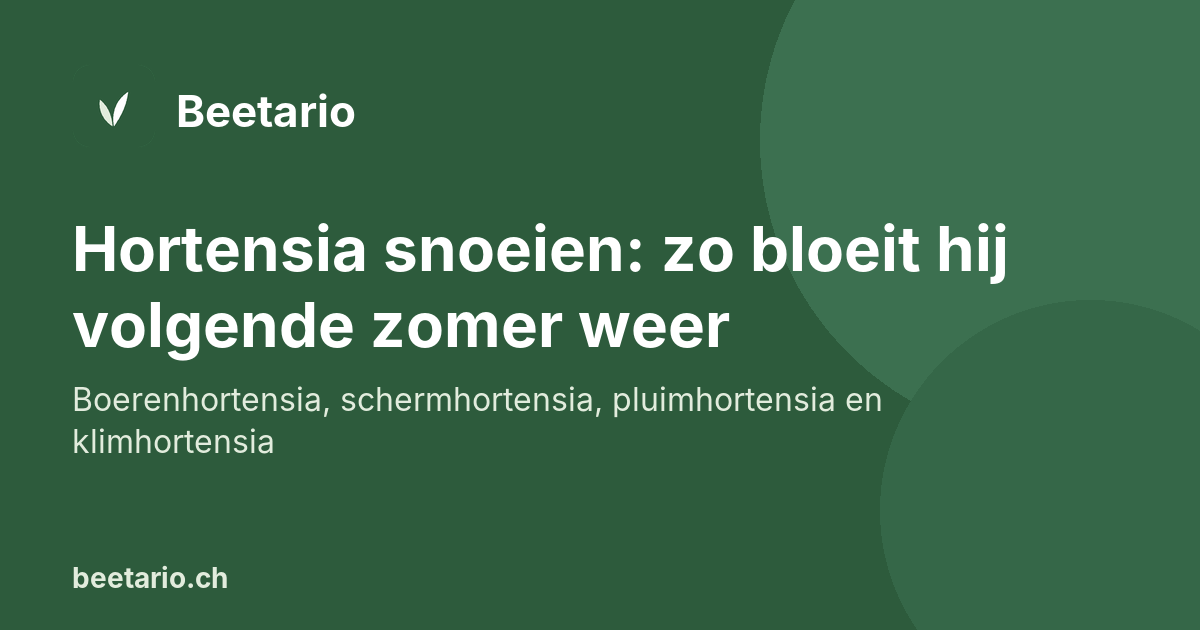 Beetario
Hortensia snoeien: zo bloeit hij
volgende zomer weer
Boerenhortensia, schermhortensia, pluimhortensia en
klimhortensia
beetario.ch